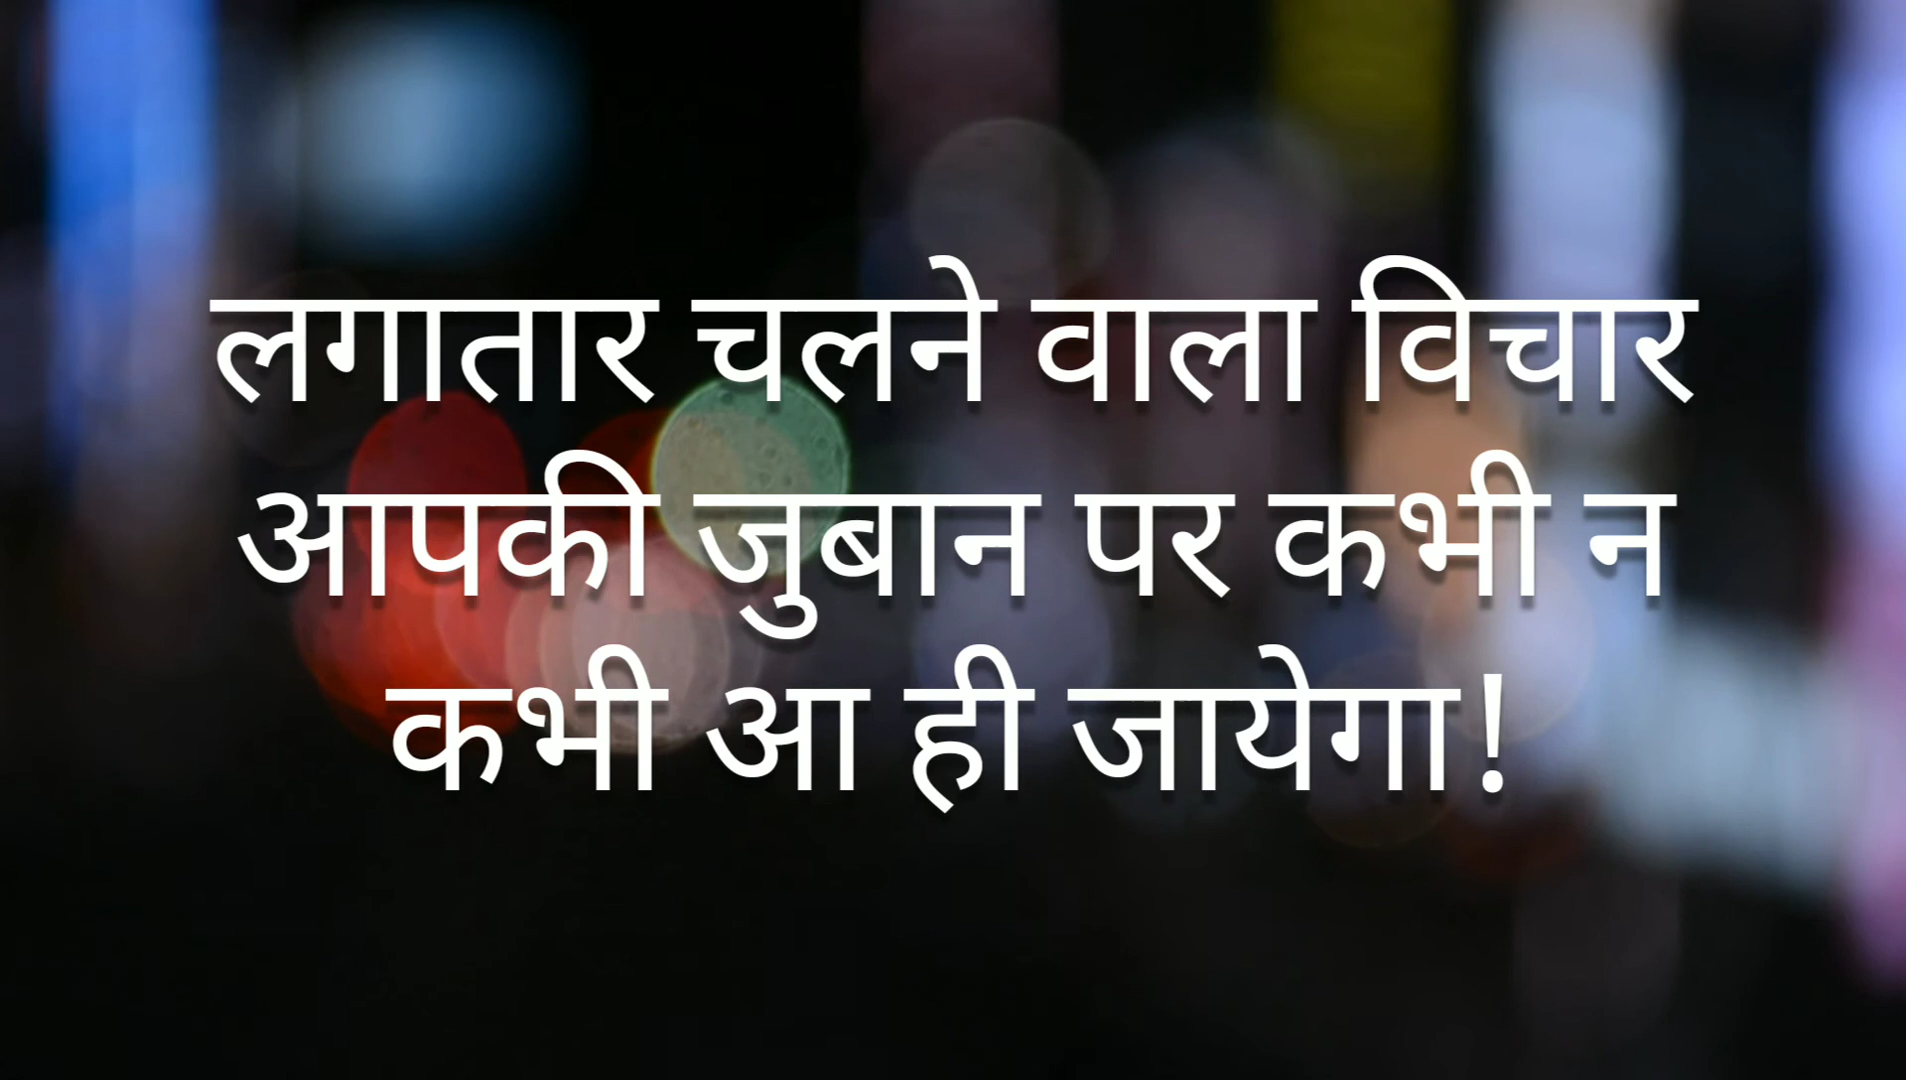 लगातार चलने वाला विचार
आपकी जुबान पर कभी न
कभी आ ही जायेगा!